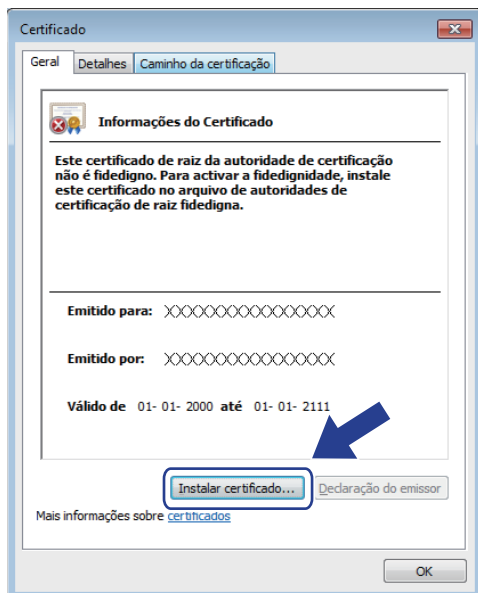 Certificado
Geral Detalhes Caminho da certificação
Informações do Certificado
Este certificado de raiz da autoridade de certificação
não é fidedigno. Para activar a fidedignidade, instale
este certificado no arquivo de autoridades de
certificação de raiz fidedigna.
Emitido para: XXXXXXXXXXXXXXXX
Emitido por: XXXXXXXXXXXXXXXX
Válido de 01- 01- 2000 até 01- 01- 2111
Instalar certificado... Declaração do emissor
Mais informações sobre certificados
OK